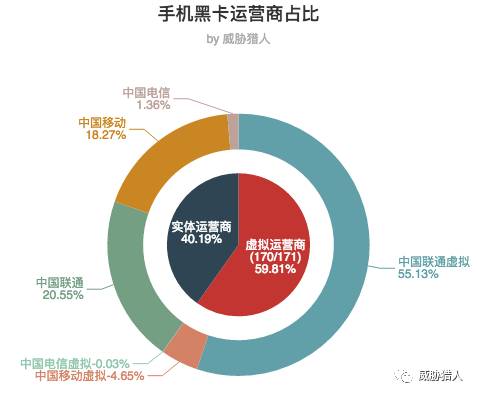 手机黑卡运营商占比
by 威胁猎人
中国电信
1.36%
中国移动
18.27%
实体运营商
40.19%
虚拟运营商
(170/171)
59.81%
中国联通虚拟
55.13%
中国联通
20.55%
中国电信虚拟-0.03%
中国移动虚拟-4.65%
威胁猎人